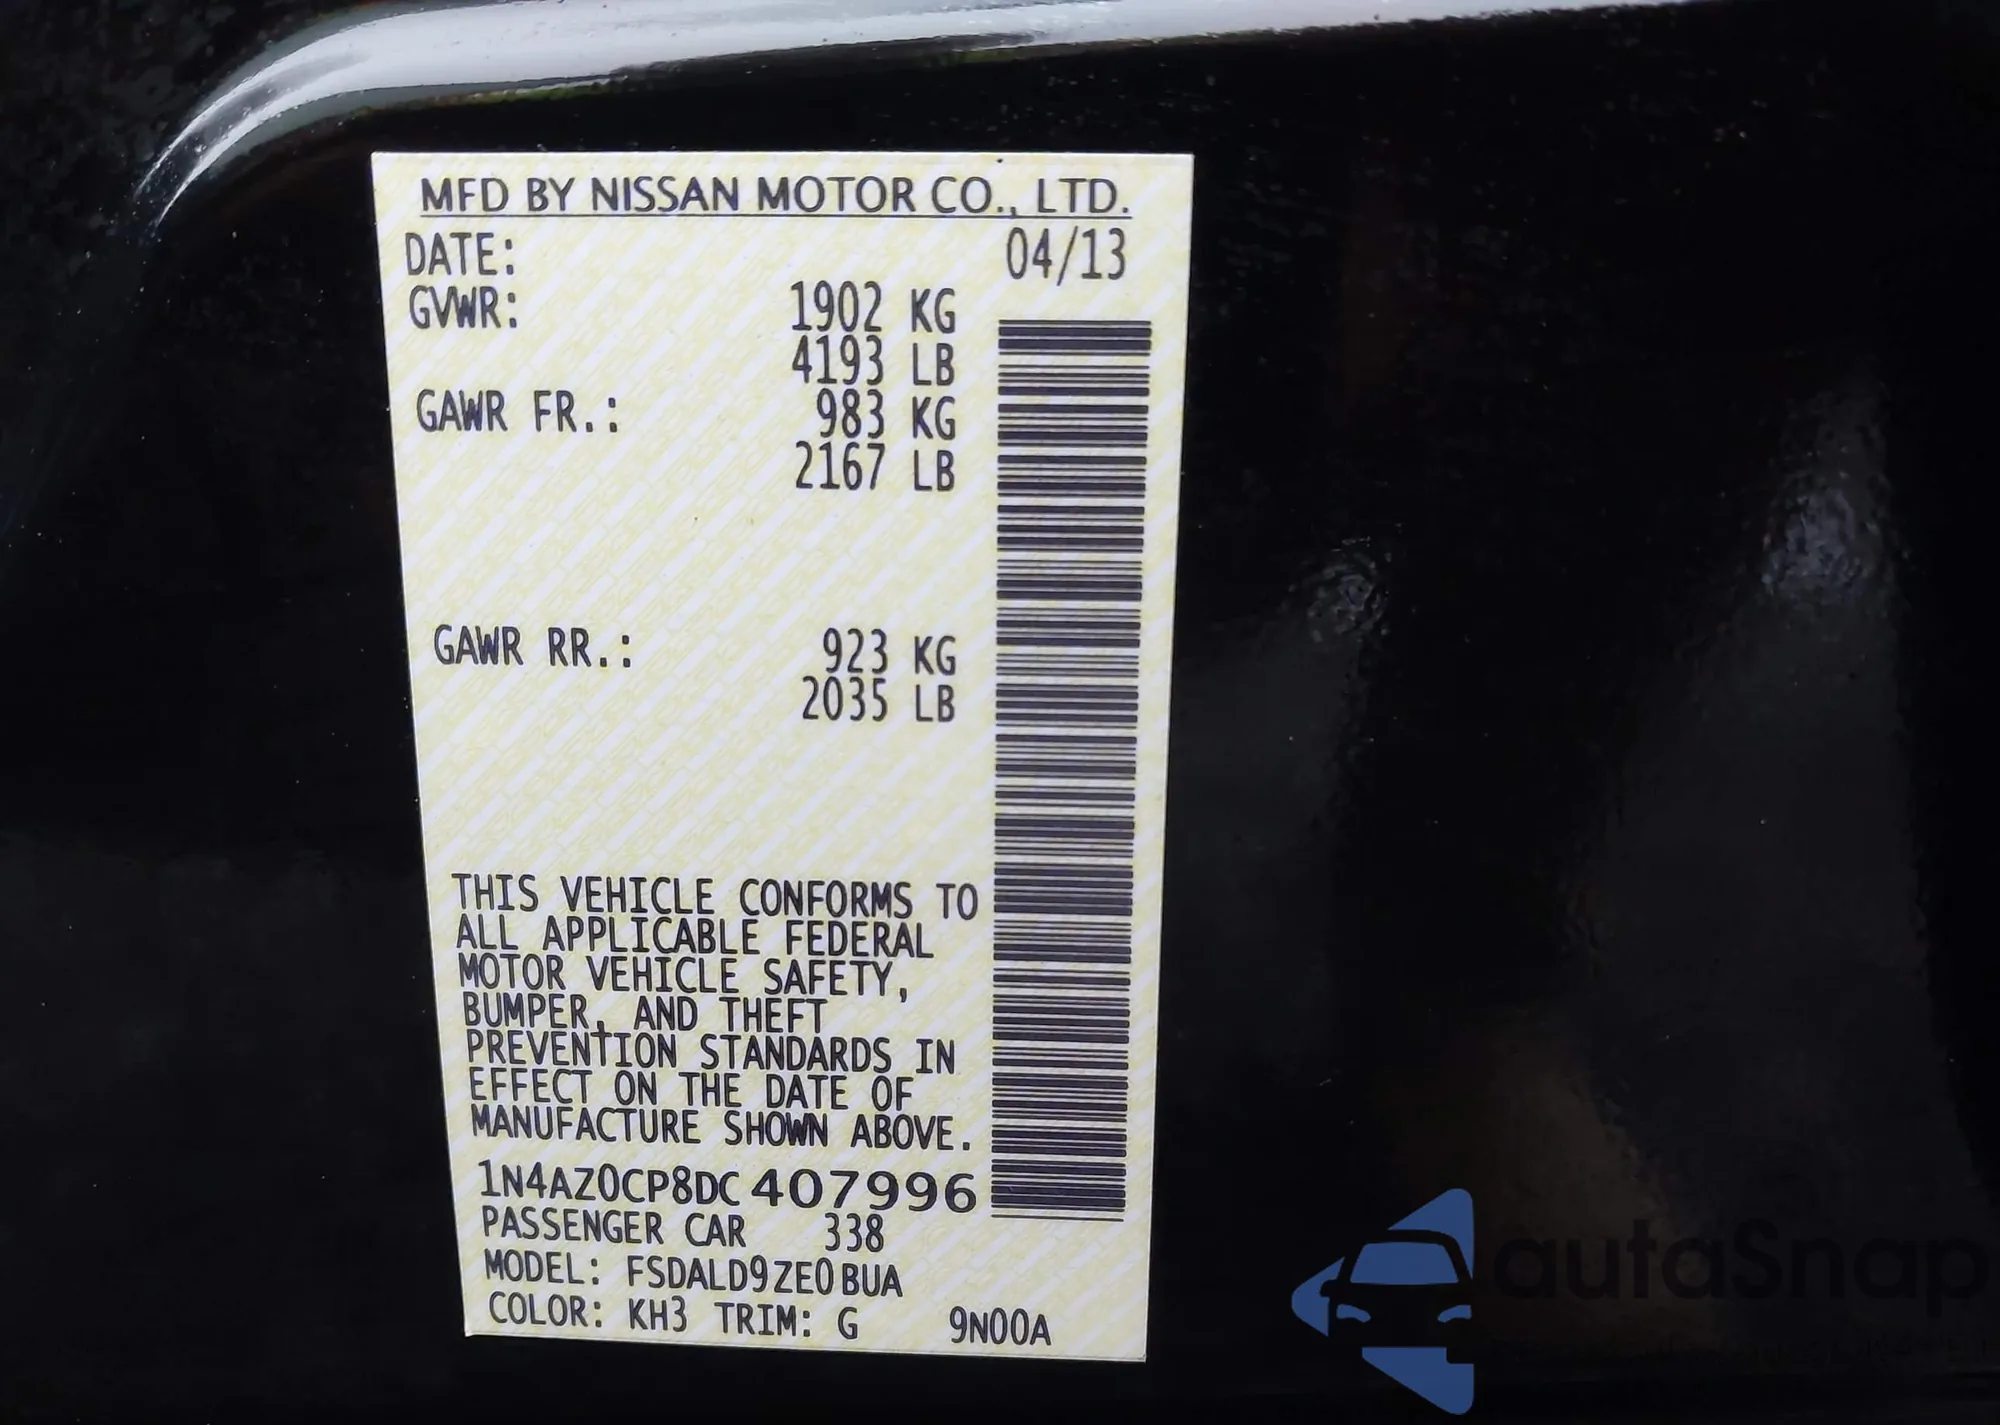 MFD BY NISSAN MOTOR CO., LTD.
DATE: 04/13
GVWR: 1902 KG
4193 LB
GAWR FR.: 983 KG
2167 LB
GAWR RR.: 923 KG
2035 LB
THIS VEHICLE CONFORMS TO
ALL APPLICABLE FEDERAL
MOTOR VEHICLE SAFETY,
BUMPER, AND THEFT
PREVENTION STANDARDS IN
EFFECT ON THE DATE OF
MANUFACTURE SHOWN ABOVE.
1N4AZ0CP8DC407996
PASSENGER CAR 338
MODEL: FSDALD9ZE0BUA
COLOR: KH3 TRIM: G 9N00A
autaSnap